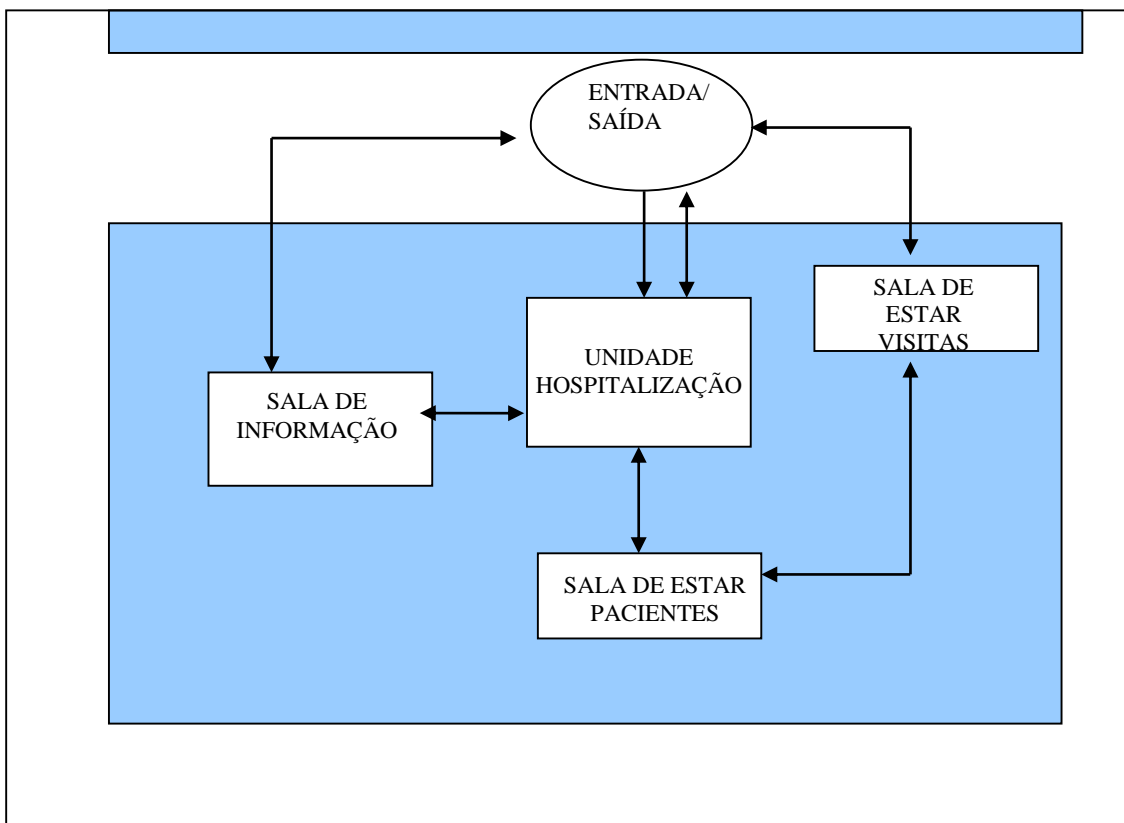 ENTRADA/
SAÍDA
SALA DE
ESTAR
VISITAS
UNIDADE
HOSPITALIZAÇÃO
SALA DE
INFORMAÇÃO
SALA DE ESTAR
PACIENTES